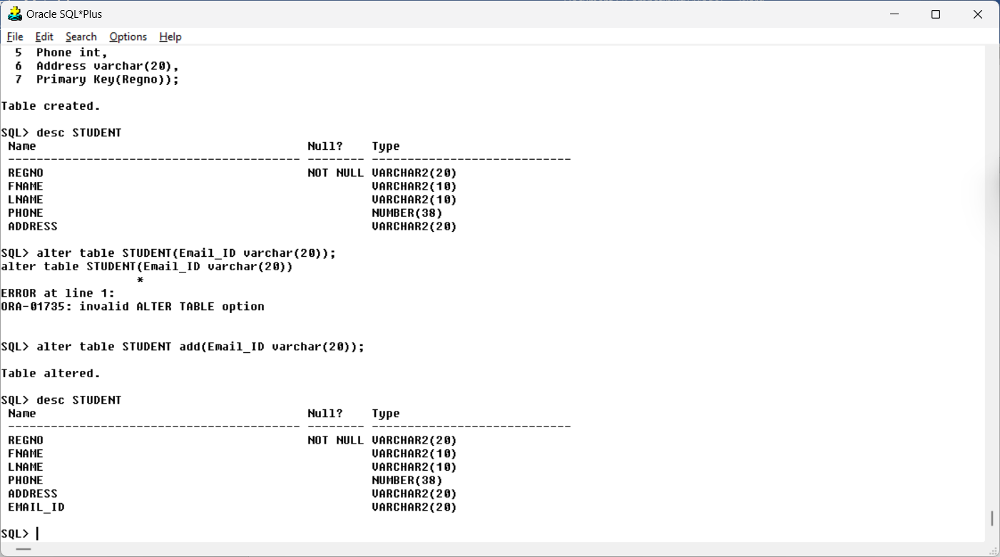 Oracle SQL*Plus
File Edit Search Options Help
5 Phone int,
6 Address varchar(20),
7 Primary Key(Regno));
Table created.
SQL> desc STUDENT
Name Null? Type
----------------------------------------- -------- ----------------------------
REGNO NOT NULL VARCHAR2(20)
FNAME VARCHAR2(10)
LNAME VARCHAR2(10)
PHONE NUMBER(38)
ADDRESS VARCHAR2(20)
SQL> alter table STUDENT(Email_ID varchar(20));
alter table STUDENT(Email_ID varchar(20))
*
ERROR at line 1:
ORA-01735: invalid ALTER TABLE option
SQL> alter table STUDENT add(Email_ID varchar(20));
Table altered.
SQL> desc STUDENT
Name Null? Type
----------------------------------------- -------- ----------------------------
REGNO NOT NULL VARCHAR2(20)
FNAME VARCHAR2(10)
LNAME VARCHAR2(10)
PHONE NUMBER(38)
ADDRESS VARCHAR2(20)
EMAIL_ID VARCHAR2(20)
SQL>